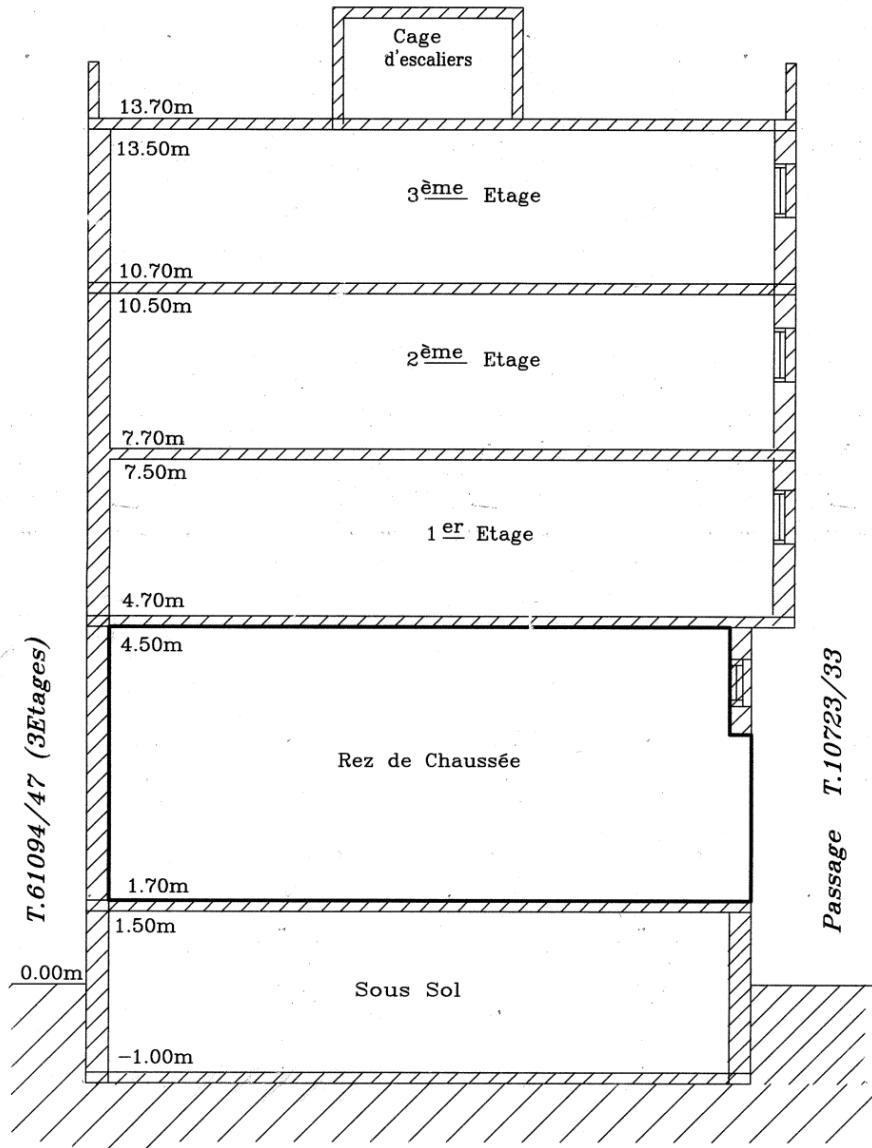 Cage
d'escaliers
13.70m
13.50m
3ème Etage
10.70m
10.50m
2ème Etage
7.70m
7.50m
1er Etage
4.70m
4.50m
Rez de Chaussée
1.70m
1.50m
0.00m
Sous Sol
-1.00m
T.61094/47 (3Etages)
Passage T.10723/33